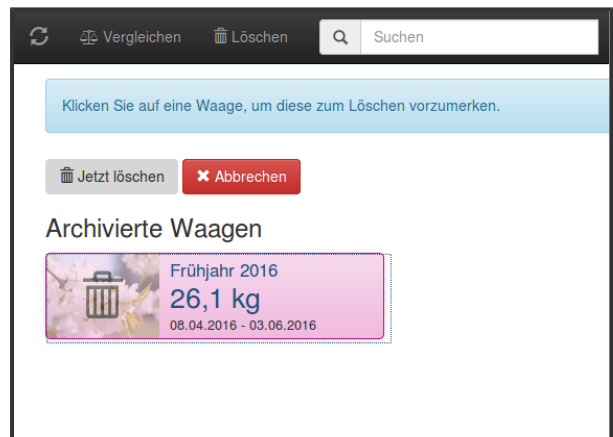 Vergleichen Löschen Suchen
Klicken Sie auf eine Waage, um diese zum Löschen vorzumerken.
Jetzt löschen Abbrechen
Archivierte Waagen
Frühjahr 2016
26,1 kg
08.04.2016 - 03.06.2016